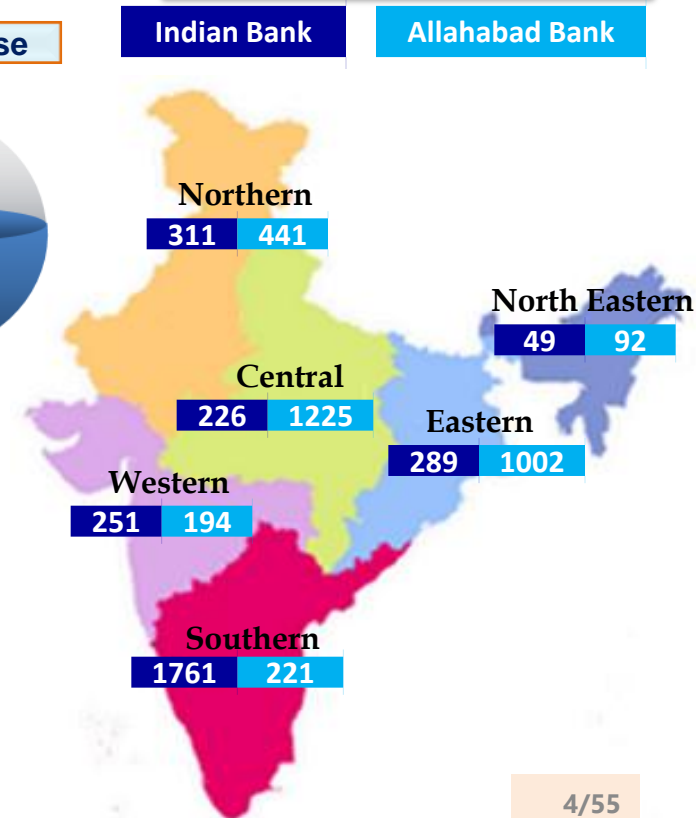 Indian Bank Allahabad Bank
Northern
311 441
North Eastern
49 92
Central
226 1225
Eastern
289 1002
Western
251 194
Southern
1761 221
4/55